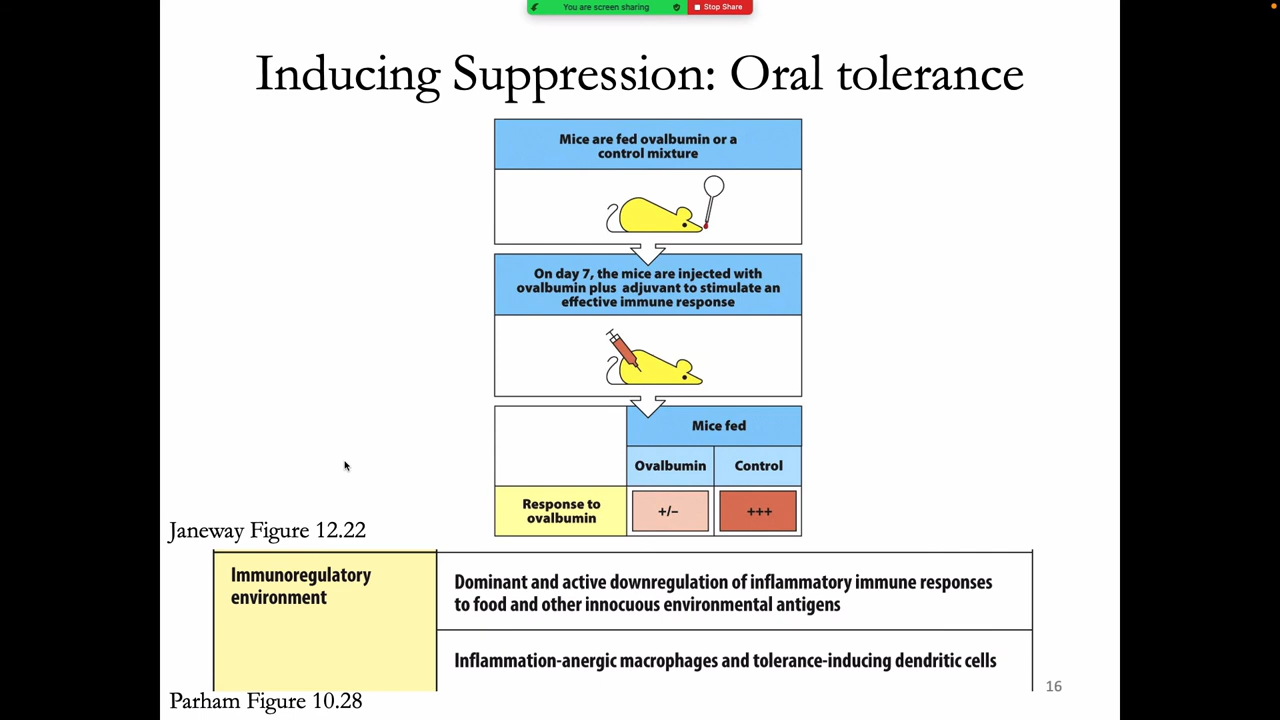 You are screen sharing
Stop Share
Inducing Suppression: Oral tolerance
Mice are fed ovalbumin or a
control mixture
On day 7, the mice are injected with
ovalbumin plus adjuvant to stimulate an
effective immune response
Mice fed
Ovalbumin
Control
Response to
ovalbumin
+/−
+++
Janeway Figure 12.22
Immunoregulatory
environment
Dominant and active downregulation of inflammatory immune responses
to food and other innocuous environmental antigens
Inflammation-anergic macrophages and tolerance-inducing dendritic cells
16
Parham Figure 10.28